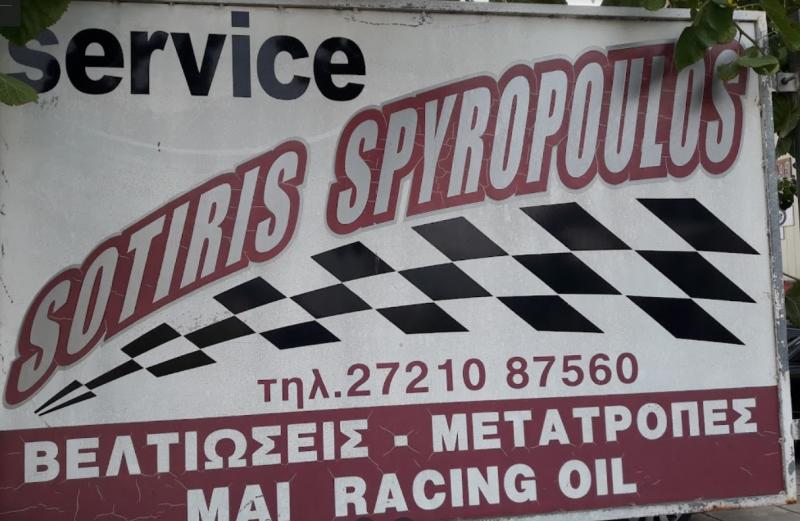 service
SOTIRIS SPYROPOULOS
τηλ.27210 87560
ΒΕΛΤΙΩΣΕΙΣ - ΜΕΤΑΤΡΟΠΕΣ
MAI RACING OIL